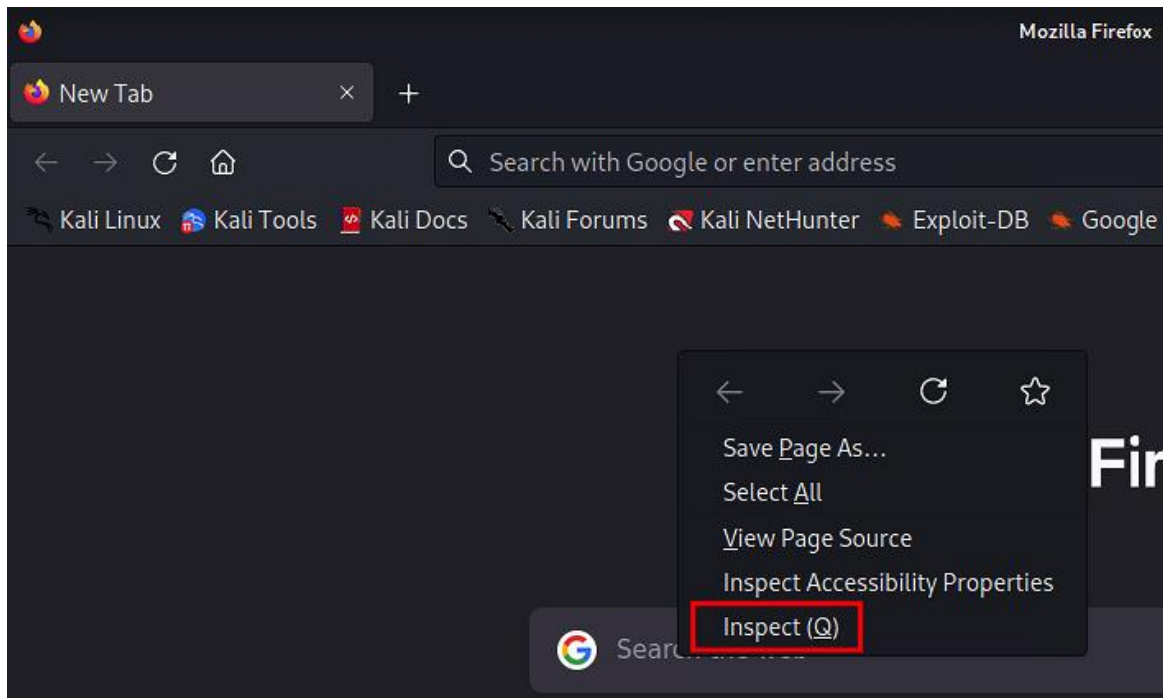 Mozilla Firefox
New Tab
Search with Google or enter address
Kali Linux Kali Tools Kali Docs Kali Forums Kali NetHunter Exploit-DB Google
Save Page As...
Fir
Select All
View Page Source
Inspect Accessibility Properties
Inspect (Q)